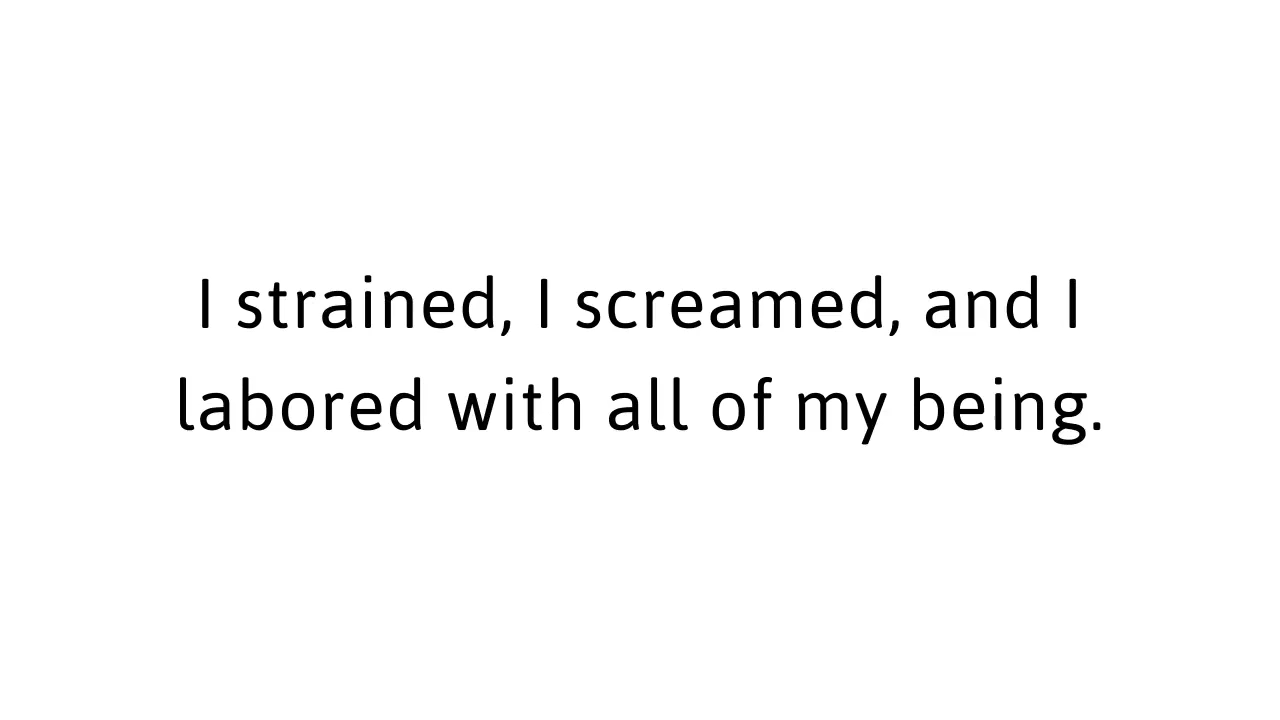 I strained, I screamed, and I
labored with all of my being.